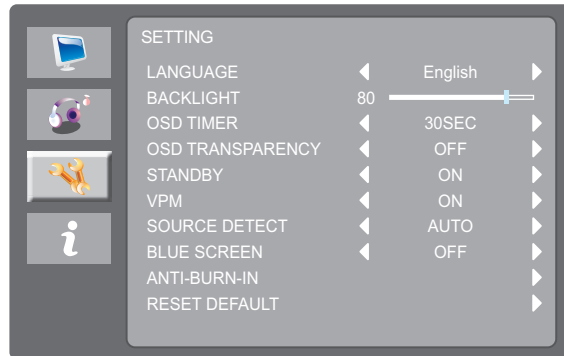 SETTING
LANGUAGE English
BACKLIGHT 80
OSD TIMER 30SEC
OSD TRANSPARENCY OFF
STANDBY ON
VPM ON
SOURCE DETECT AUTO
BLUE SCREEN OFF
ANTI-BURN-IN
RESET DEFAULT
i